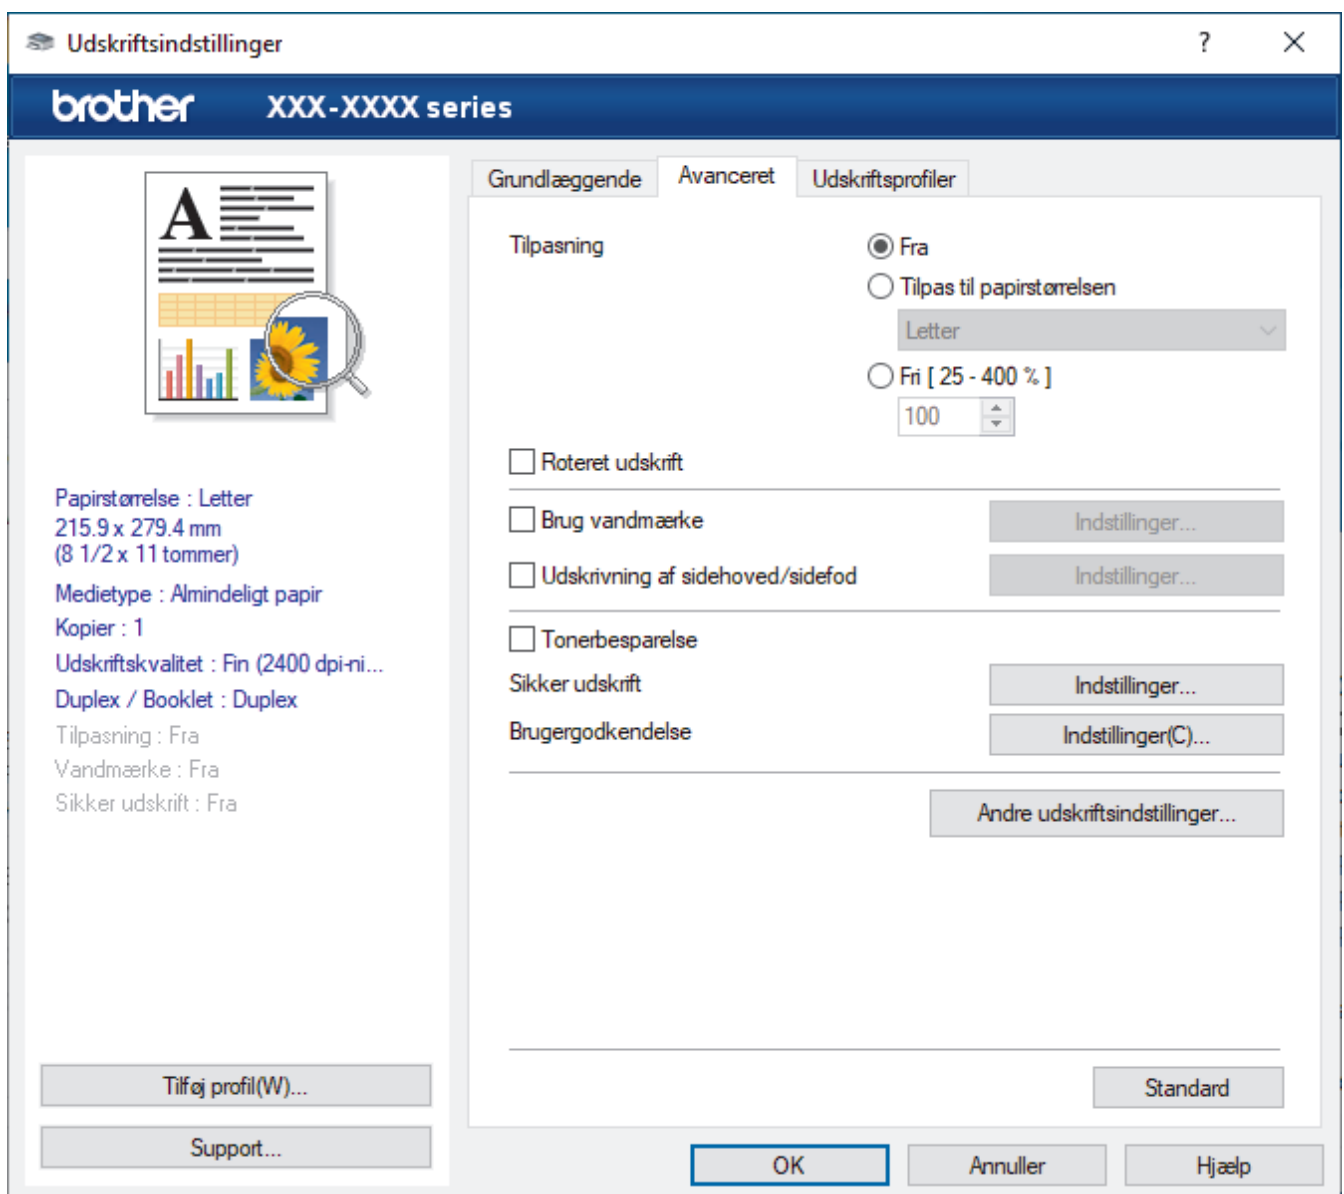 Udskriftsindstillinger
?
brother XXX-XXXX series
A
Papirstørrelse : Letter
215.9 x 279.4 mm
(8 1/2 x 11 tommer)
Medietype : Almindeligt papir
Kopier : 1
Udskriftskvalitet : Fin (2400 dpi-ni...
Duplex / Booklet : Duplex
Tilpasning : Fra
Vandmærke : Fra
Sikker udskrift : Fra
Tilføj profil(W)...
Support...
Grundlæggende Avanceret Udskriftsprofiler
Tilpasning Fra
Tilpas til papirstørrelsen
Letter
Fri [ 25 - 400 % ]
100
Roteret udskrift
Brug vandmærke Indstillinger...
Udskrivning af sidehoved/sidefod Indstillinger...
Tonerbesparelse
Sikker udskrift Indstillinger...
Brugergodkendelse Indstillinger(C)...
Andre udskriftsindstillinger...
Standard
OK Annuller Hjælp